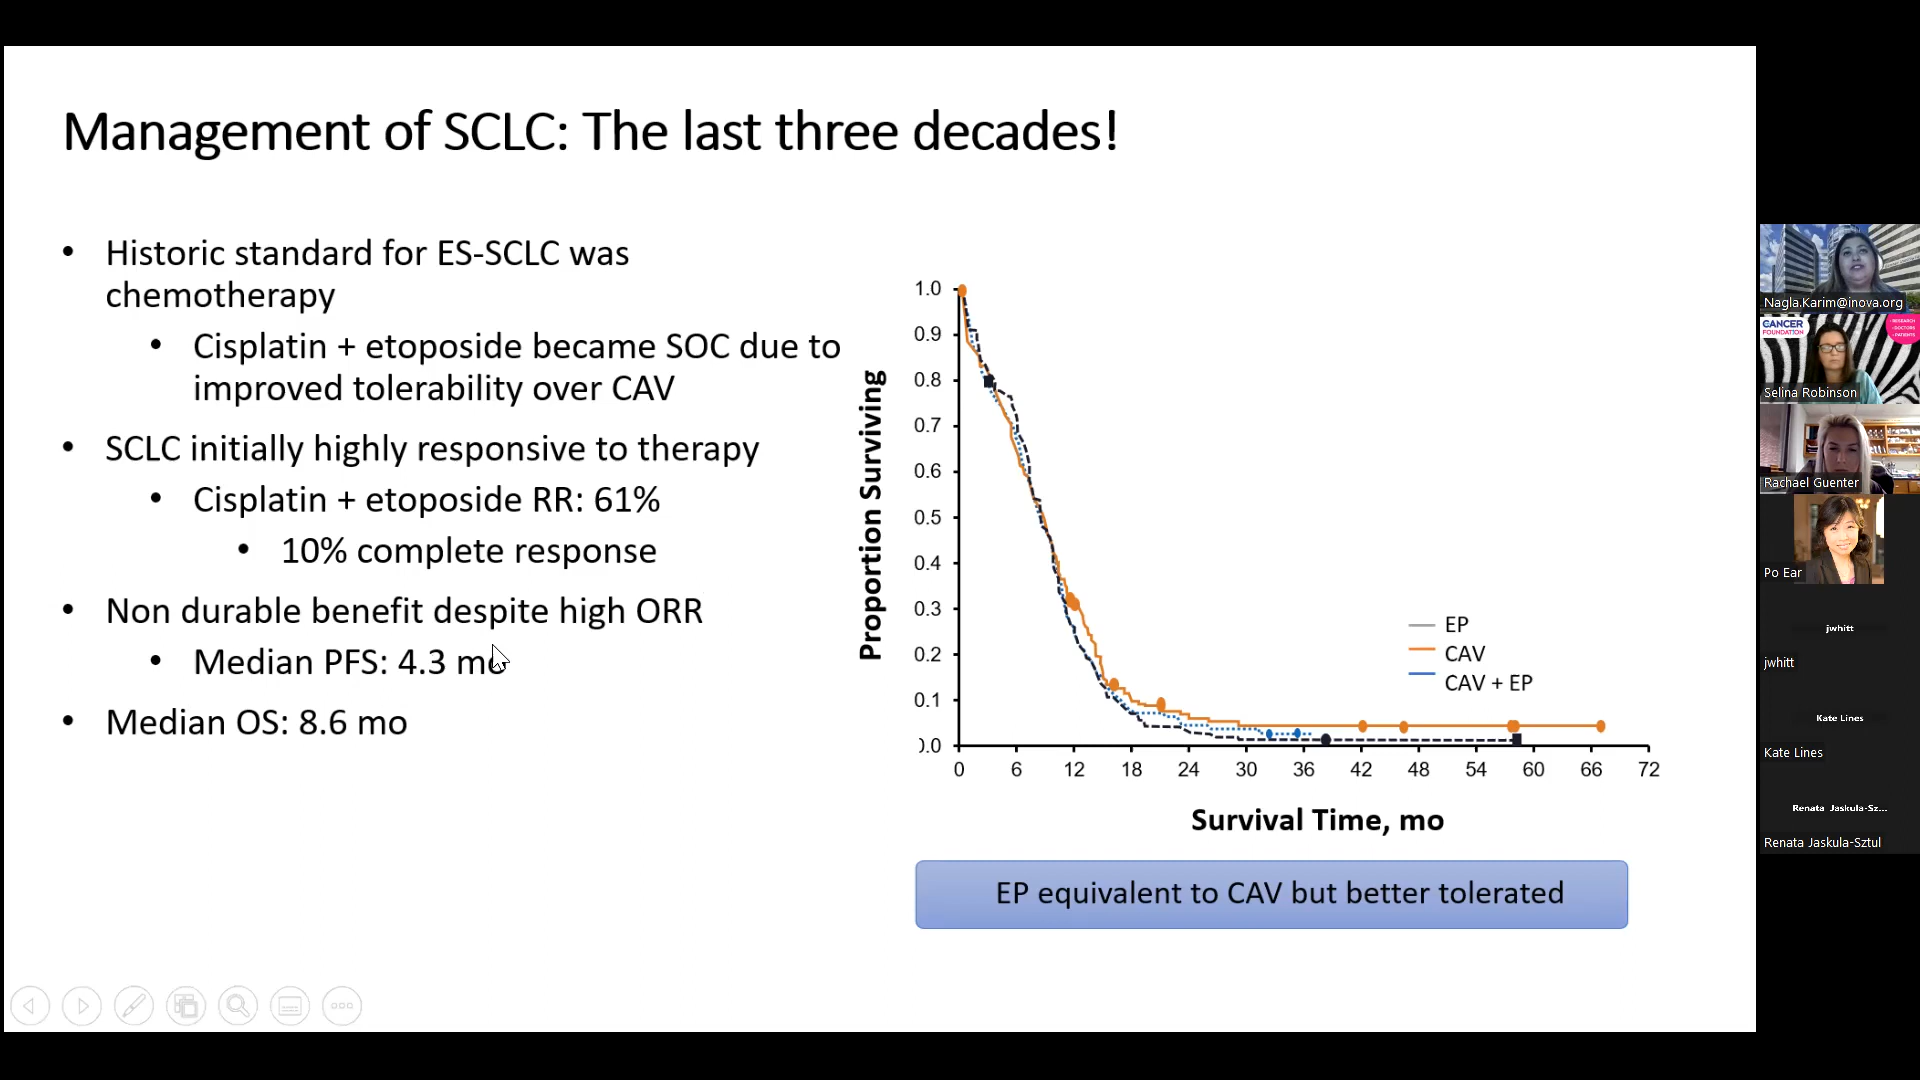 Management of SCLC: The last three decades!
• Historic standard for ES-SCLC was
chemotherapy
• Cisplatin + etoposide became SOC due to
improved tolerability over CAV
• SCLC initially highly responsive to therapy
• Cisplatin + etoposide RR: 61%
• 10% complete response
• Non durable benefit despite high ORR
• Median PFS: 4.3 mo
• Median OS: 8.6 mo
Proportion Surviving
1.0
0.9
0.8
0.7
0.6
0.5
0.4
0.3
0.2
0.1
0.0
0 6 12 18 24 30 36 42 48 54 60 66 72
Survival Time, mo
EP
CAV
CAV + EP
EP equivalent to CAV but better tolerated
Nagla.Karim@inova.org
CANCER
FOUNDATION
RESEARCH
DOCTORS
PATIENTS
Selina Robinson
Rachael Guenter
Po Ear
jwhitt
jwhitt
Kate Lines
Kate Lines
Renata Jaskula-Sz...
Renata Jaskula-Sztul